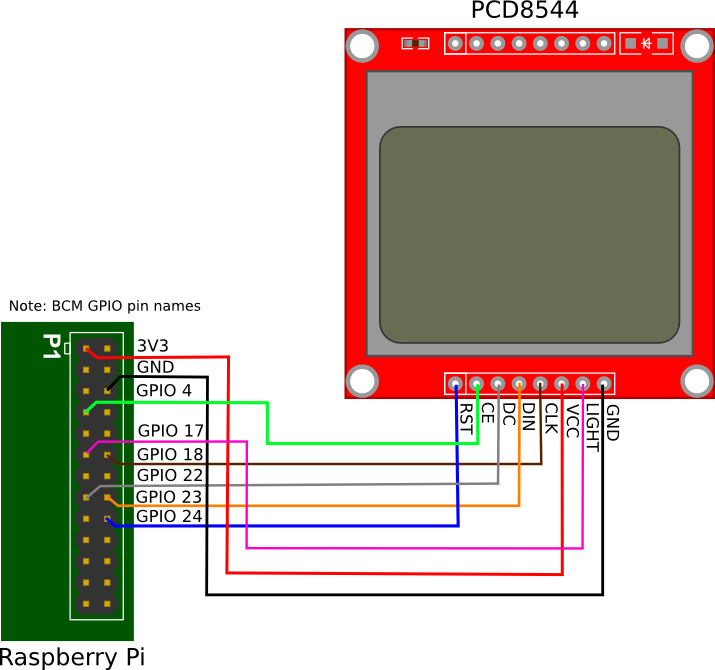 PCD8544
Note: BCM GPIO pin names
P1
3V3
GND
GPIO 4
GPIO 17
GPIO 18
GPIO 22
GPIO 23
GPIO 24
RST
CE
DC
DIN
CLK
VCC
LIGHT
GND
Raspberry Pi